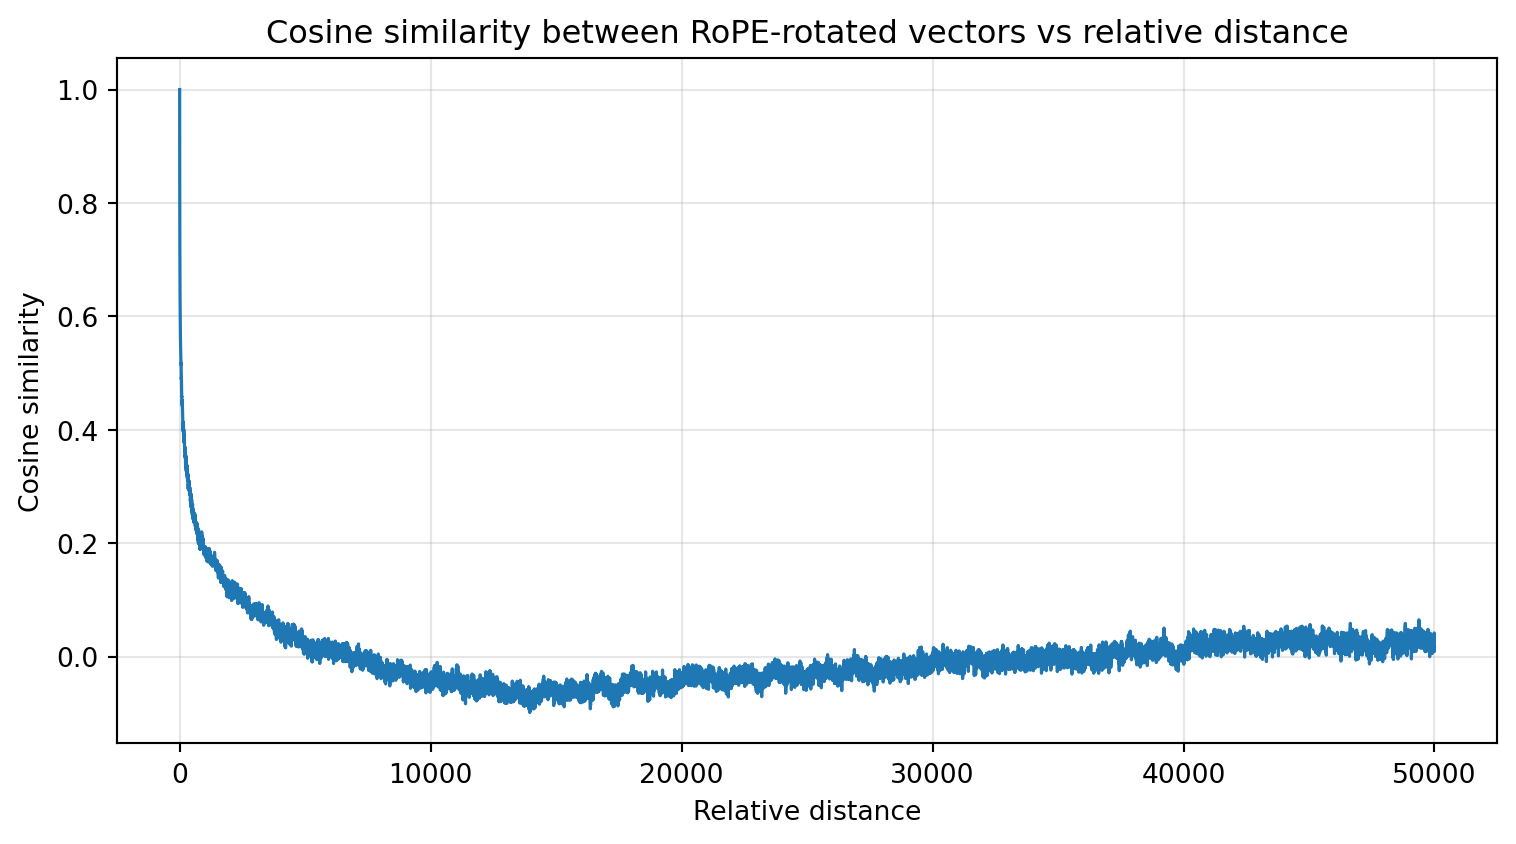 Cosine similarity between RoPE-rotated vectors vs relative distance
Cosine similarity
1.0
0.8
0.6
0.4
0.2
0.0
0 10000 20000 30000 40000 50000
Relative distance